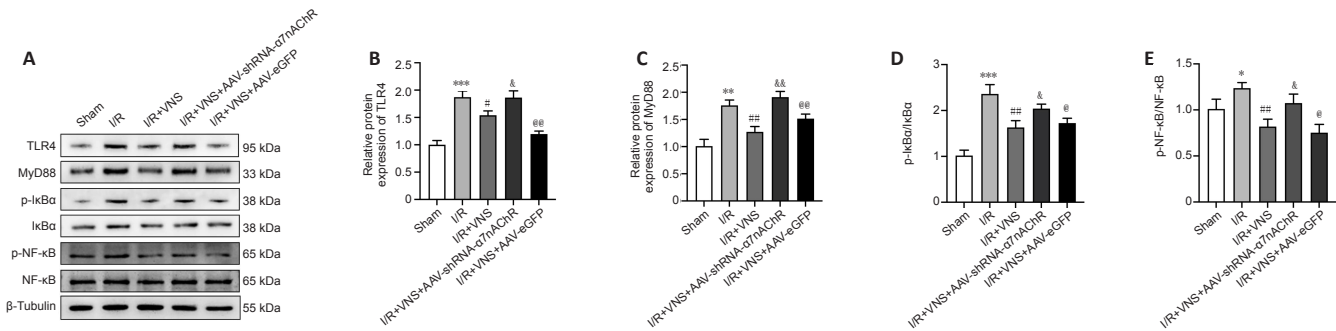 A
Sham
I/R
I/R+VNS
I/R+VNS+AAV-shRNA-α7nAChR
I/R+VNS+AAV-eGFP
TLR4
95 kDa
MyD88
33 kDa
p-IκBα
38 kDa
IκBα
38 kDa
p-NF-κB
65 kDa
NF-κB
65 kDa
β-Tubulin
55 kDa
B
Relative protein
expression of TLR4
2.5
2.0
1.5
1.0
0.5
0
***
#
&
@@
Sham
I/R
I/R+VNS
I/R+VNS+AAV-shRNA-α7nAChR
I/R+VNS+AAV-eGFP
C
Relative protein
expression of MyD88
2.5
2.0
1.5
1.0
0.5
0
**
##
&&
@@
Sham
I/R
I/R+VNS
I/R+VNS+AAV-shRNA-α7nAChR
I/R+VNS+AAV-eGFP
D
p-IκBα/IκBα
3
2
1
0
***
##
&
@
Sham
I/R
I/R+VNS
I/R+VNS+AAV-shRNA-α7nAChR
I/R+VNS+AAV-eGFP
E
p-NF-κB/NF-κB
1.5
1.0
0.5
0
*
##
&
@
Sham
I/R
I/R+VNS
I/R+VNS+AAV-shRNA-α7nAChR
I/R+VNS+AAV-eGFP